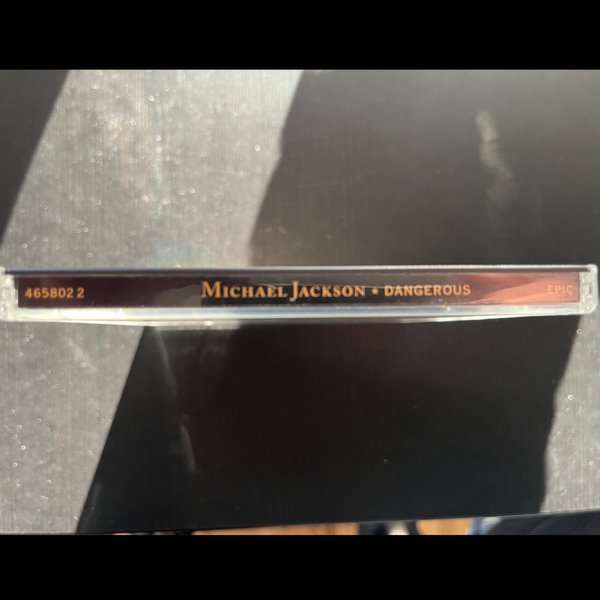 465802 2 MICHAEL JACKSON ★ DANGEROUS EPIC